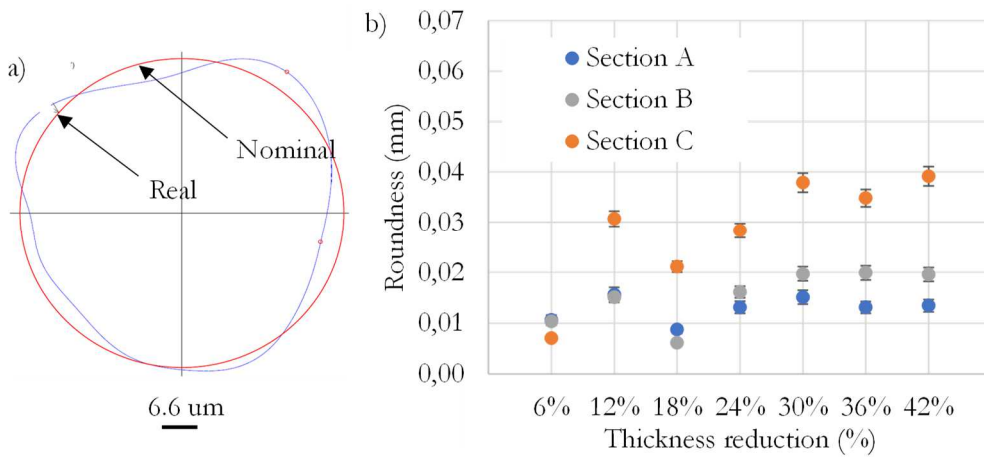 a)
Nominal
Real
6.6 um
b)
Roundness (mm)
0,07
0,06
0,05
0,04
0,03
0,02
0,01
0,00
Section A
Section B
Section C
6% 12% 18% 24% 30% 36% 42%
Thickness reduction (%)